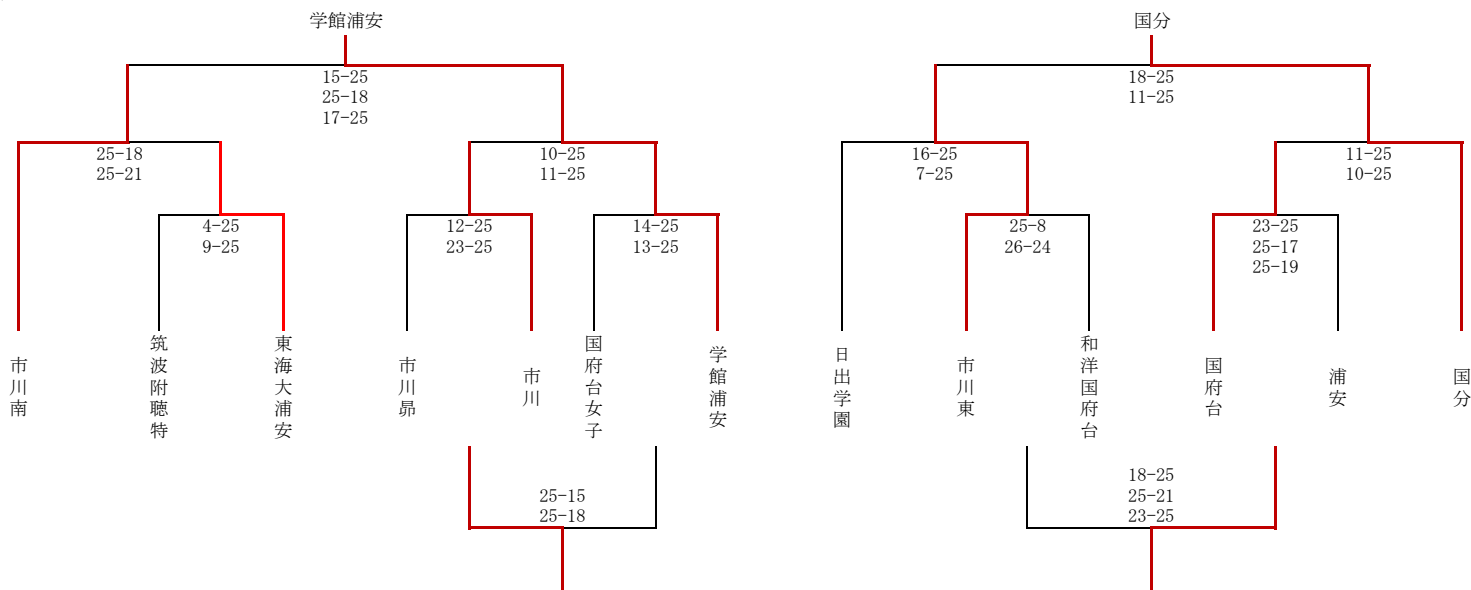 学館浦安
国分
15-25
25-18
17-25
18-25
11-25
25-18
25-21
10-25
11-25
16-25
7-25
11-25
10-25
4-25
9-25
12-25
23-25
14-25
13-25
25-8
26-24
23-25
25-17
25-19
市川南
筑波附聴特
東海大浦安
市川昴
市川
国府台女子
学館浦安
日出学園
市川東
和洋国府台
国府台
浦安
国分
25-15
25-18
18-25
25-21
23-25